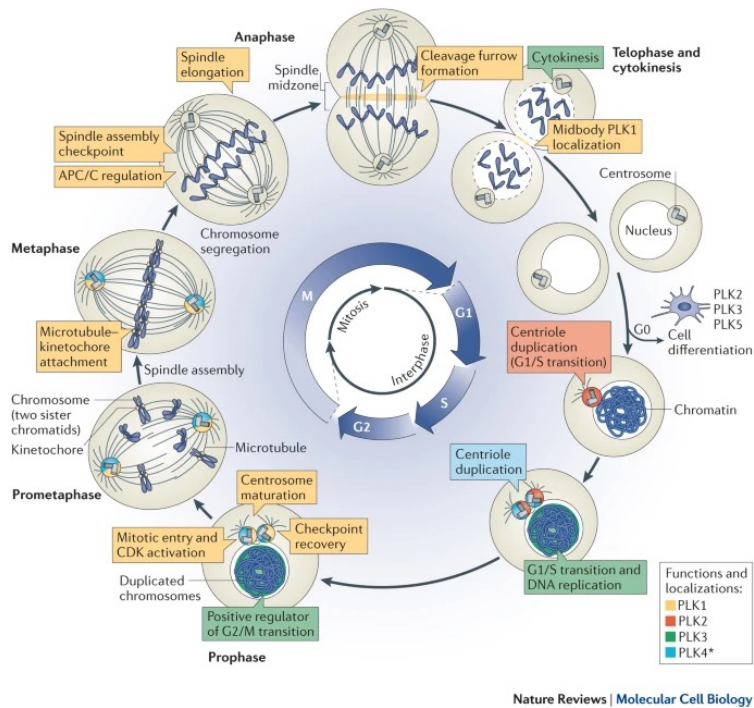 Anaphase
Spindle
elongation
Spindle
midzone
Cleavage furrow
formation
Cytokinesis
Telophase and
cytokinesis
Spindle assembly
checkpoint
APC/C regulation
Midbody PLK1
localization
Chromosome
segregation
Centrosome
Nucleus
Metaphase
Microtubule–
kinetochore
attachment
Spindle assembly
M
Mitosis
Interphase
G1
S
G2
PLK2
PLK3
PLK5
G0
Cell
differentiation
Centriole
duplication
(G1/S transition)
Chromatin
Chromosome
(two sister
chromatids)
Kinetochore
Microtubule
Prometaphase
Centriole
duplication
Centrosome
maturation
Mitotic entry and
CDK activation
Checkpoint
recovery
Duplicated
chromosomes
Positive regulator
of G2/M transition
Prophase
G1/S transition and
DNA replication
Functions and
localizations:
PLK1
PLK2
PLK3
PLK4*
Nature Reviews | Molecular Cell Biology